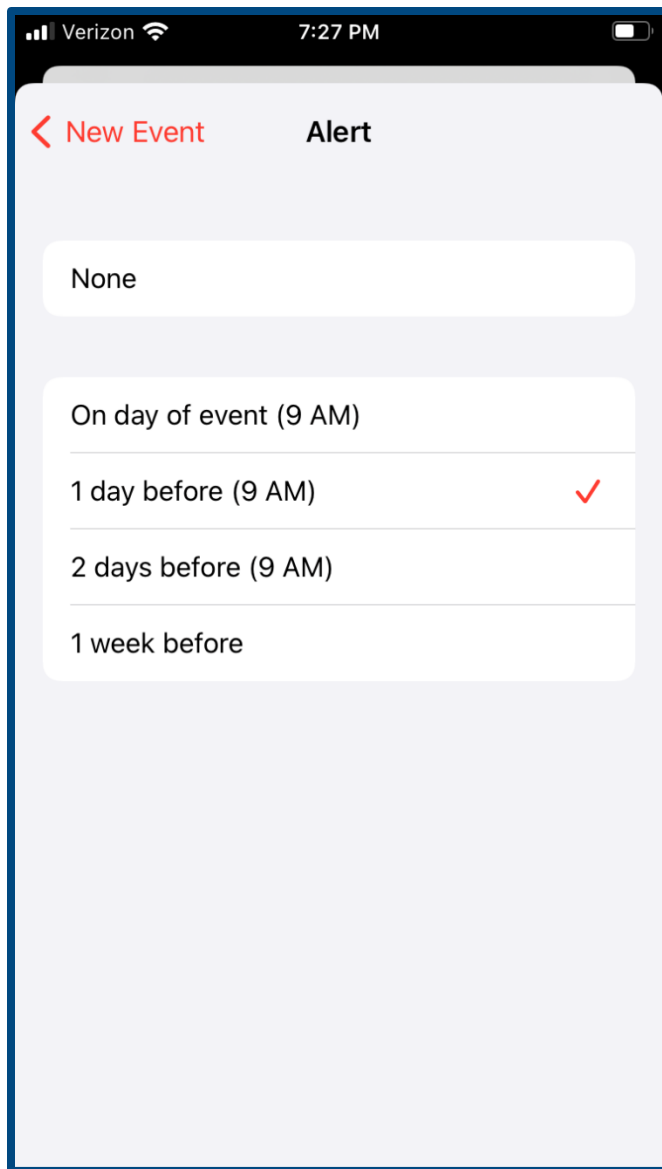 Verizon 7:27 PM
New Event Alert
None
On day of event (9 AM)
1 day before (9 AM)
2 days before (9 AM)
1 week before